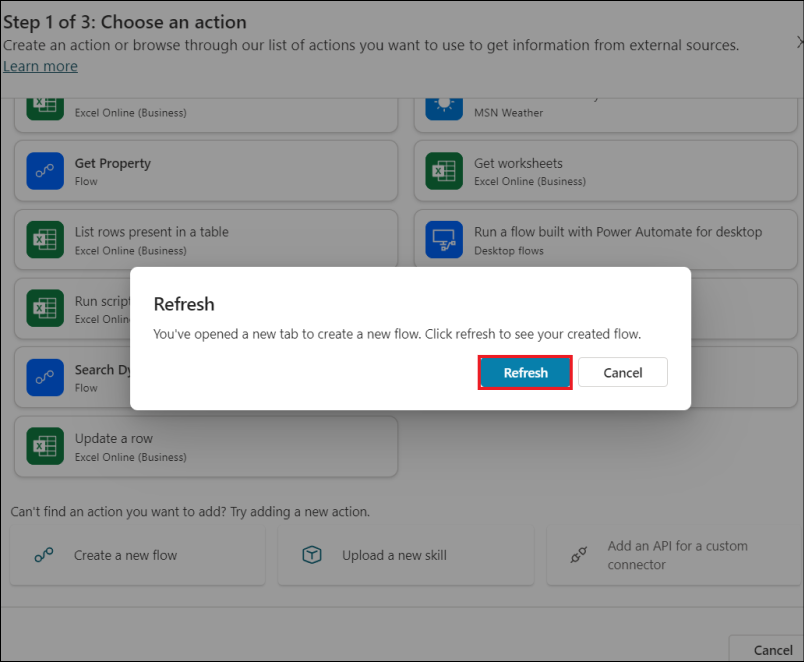 Step 1 of 3: Choose an action
Create an action or browse through our list of actions you want to use to get information from external sources.
Learn more
Excel Online (Business)
MSN Weather
Get Property
Flow
Get worksheets
Excel Online (Business)
List rows present in a table
Excel Online (Business)
Run a flow built with Power Automate for desktop
Desktop flows
Run
Excel
Search
Flow
Refresh
You've opened a new tab to create a new flow. Click refresh to see your created flow.
Refresh
Cancel
Update a row
Excel Online (Business)
Can't find an action you want to add? Try adding a new action.
Create a new flow
Upload a new skill
Add an API for a custom
connector
Cancel